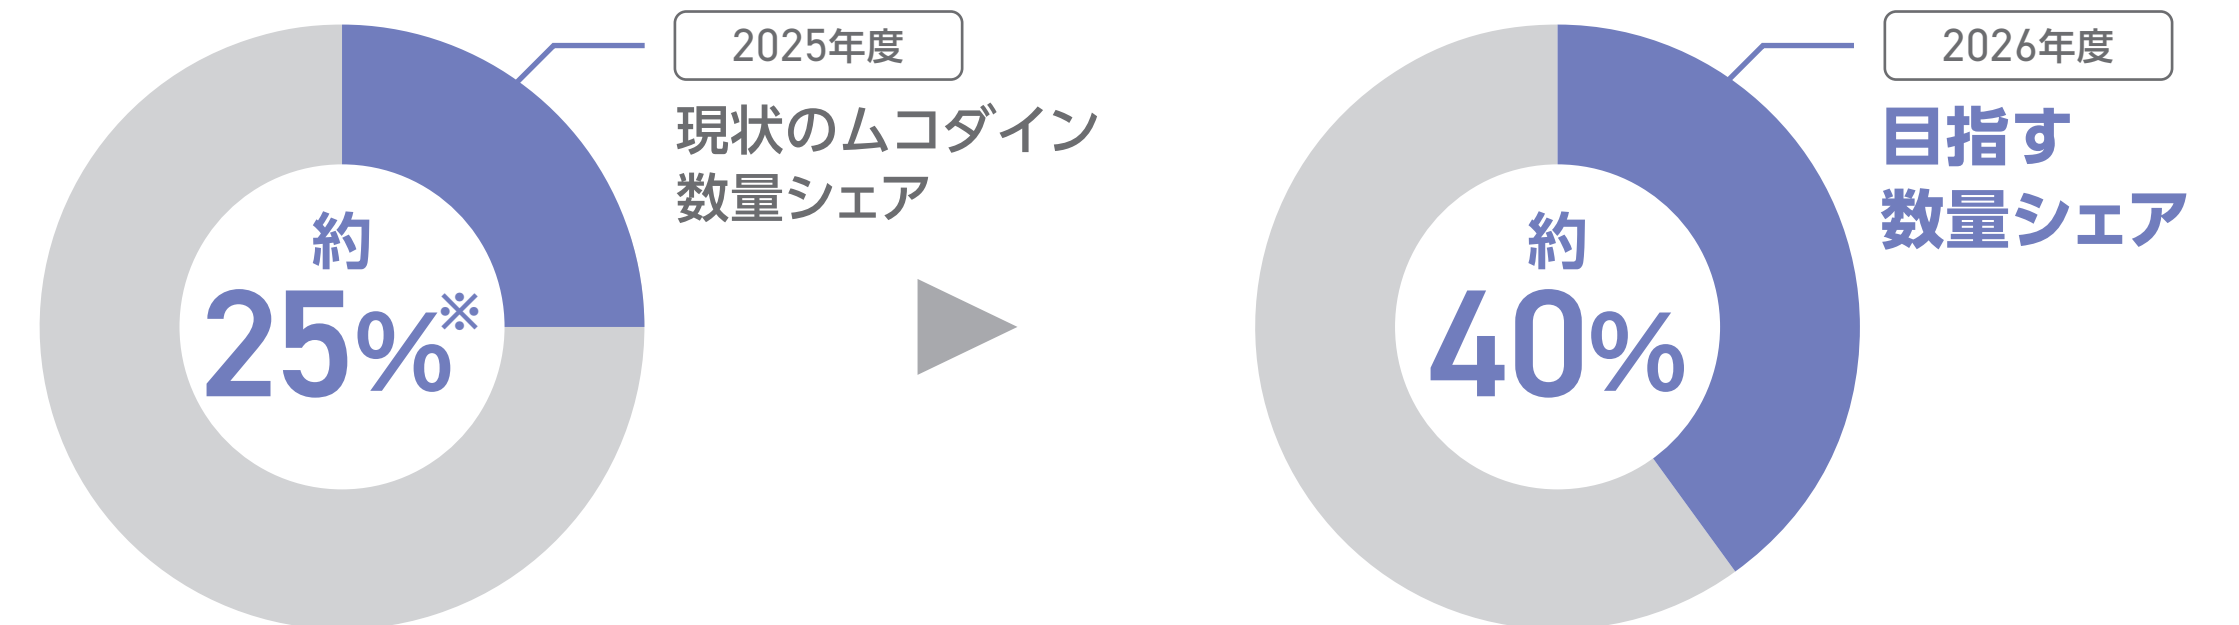 2025年度
現状のムコダイン
数量シェア
約
25%※
2026年度
目指す
数量シェア
約
40%